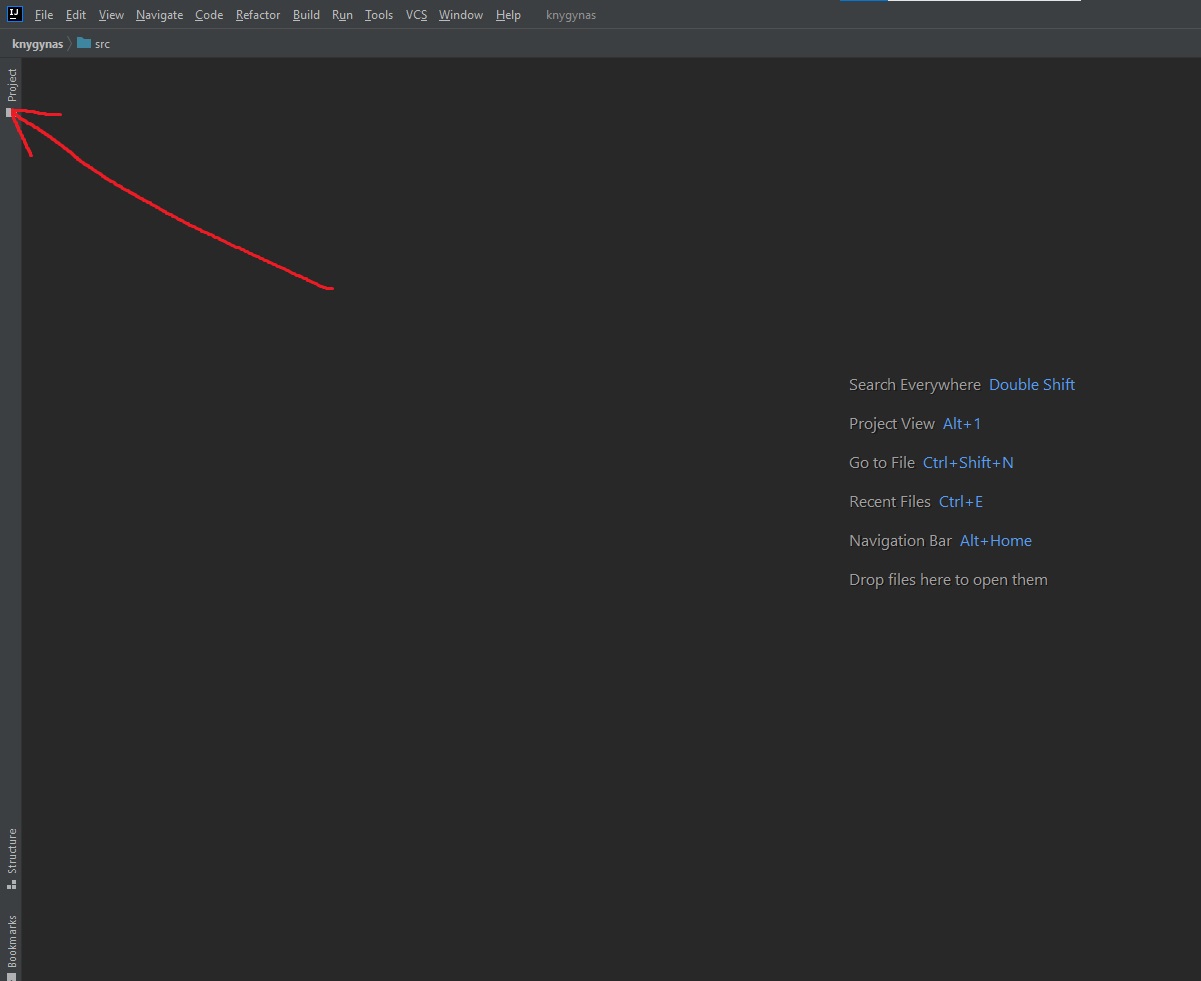 IJ
File Edit View Navigate Code Refactor Build Run Tools VCS Window Help knygynas
knygynas src
Project
Search Everywhere Double Shift
Project View Alt+1
Go to File Ctrl+Shift+N
Recent Files Ctrl+E
Navigation Bar Alt+Home
Drop files here to open them
Structure
Bookmarks